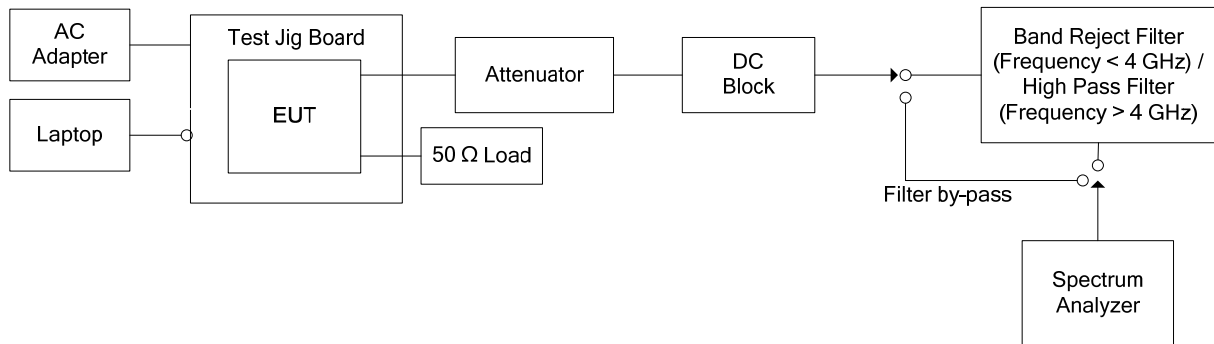 AC
Adapter
Laptop
Test Jig Board
EUT
50 Ω Load
Attenuator
DC
Block
Band Reject Filter
(Frequency < 4 GHz) /
High Pass Filter
(Frequency > 4 GHz)
Filter by-pass
Spectrum
Analyzer